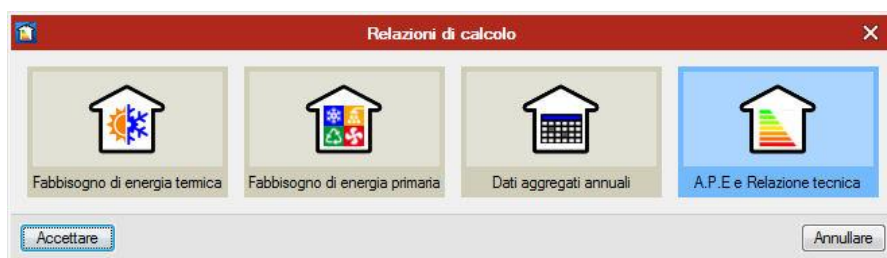 Relazioni di calcolo
Fabbisogno di energia termica
Fabbisogno di energia primaria
Dati aggregati annuali
A.P.E e Relazione tecnica
Accettare
Annullare